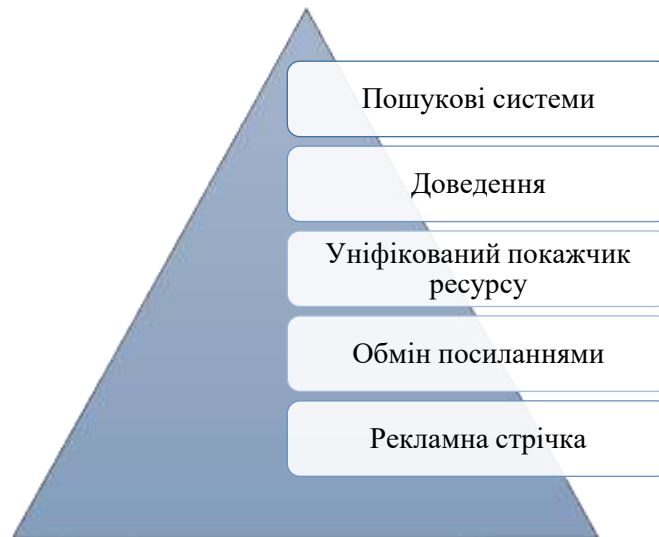 Пошукові системи
Доведення
Уніфікований покажчик
ресурсу
Обмін посиланнями
Рекламна стрічка